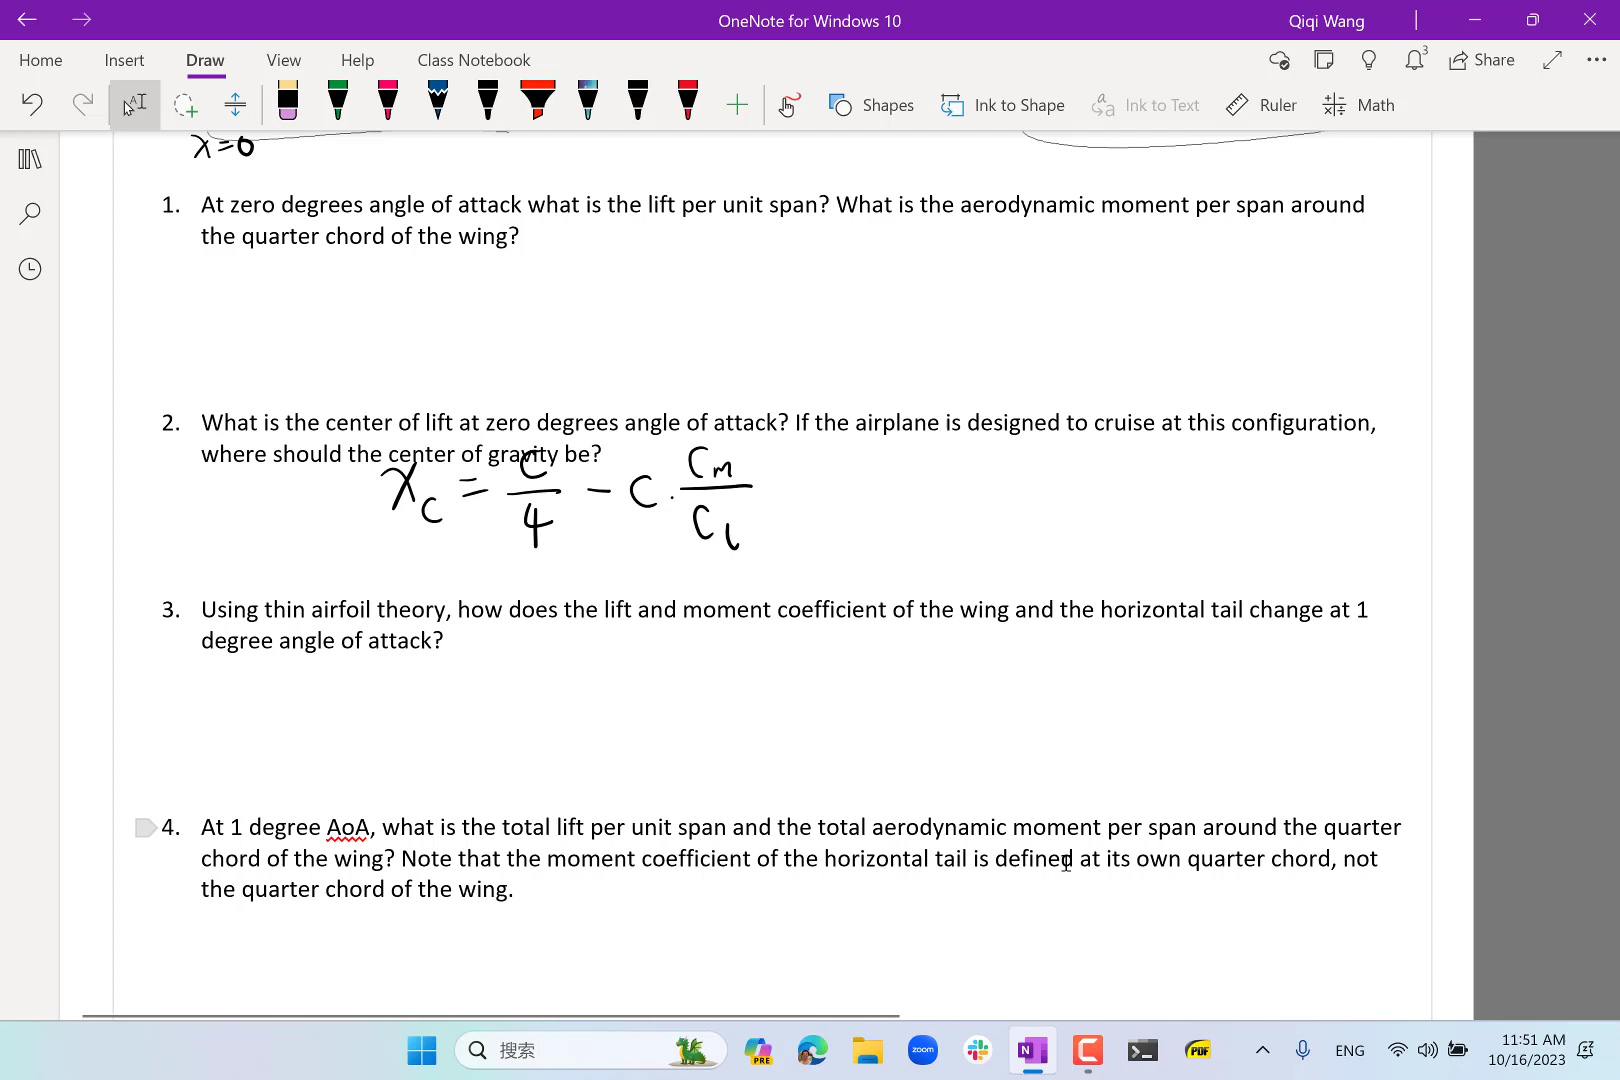 OneNote for Windows 10
Qiqi Wang
Home Insert Draw View Help Class Notebook
3
Share
Shapes Ink to Shape Ink to Text Ruler Math
x=0
1. At zero degrees angle of attack what is the lift per unit span? What is the aerodynamic moment per span around
the quarter chord of the wing?
2. What is the center of lift at zero degrees angle of attack? If the airplane is designed to cruise at this configuration,
where should the center of gravity be?
x_c = c/4 - c · c_m/c_l
3. Using thin airfoil theory, how does the lift and moment coefficient of the wing and the horizontal tail change at 1
degree angle of attack?
4. At 1 degree AoA, what is the total lift per unit span and the total aerodynamic moment per span around the quarter
chord of the wing? Note that the moment coefficient of the horizontal tail is defined at its own quarter chord, not
the quarter chord of the wing.
搜索
PRE
zoom
N
PDF
ENG
11:51 AM
10/16/2023